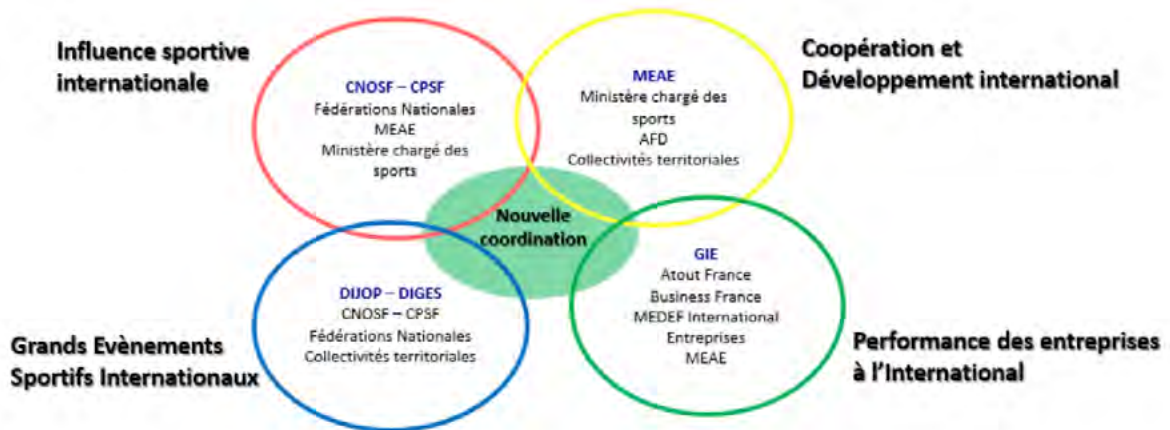 Influence sportive
internationale
CNOSF – CPSF
Fédérations Nationales
MEAE
Ministère chargé des
sports
MEAE
Ministère chargé des
sports
AFD
Collectivités territoriales
Coopération et
Développement international
Nouvelle
coordination
Grands Evènements
Sportifs Internationaux
DIJOP – DIGES
CNOSF – CPSF
Fédérations Nationales
Collectivités territoriales
GIE
Atout France
Business France
MEDEF International
Entreprises
MEAE
Performance des entreprises
à l'International